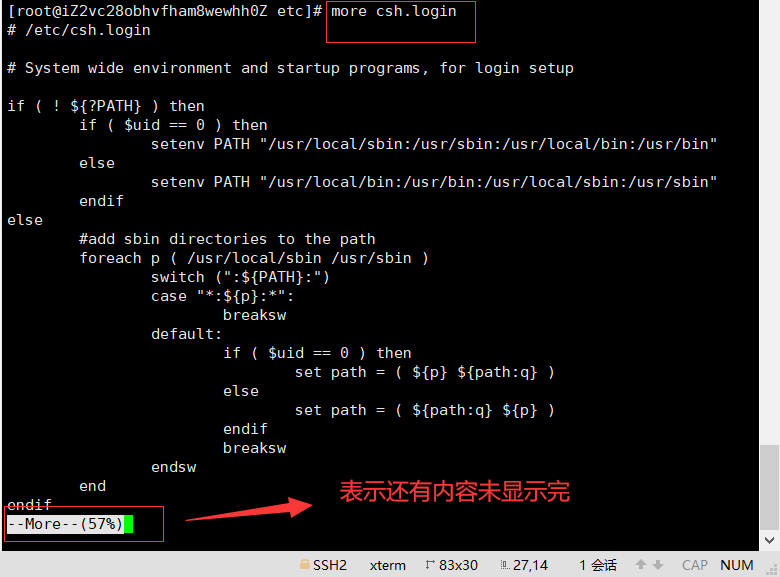 [root@iZ2vc28obhvfham8wewhh0Z etc]# more csh.login
# /etc/csh.login

# System wide environment and startup programs, for login setup

if ( ! ${?PATH} ) then
        if ( $uid == 0 ) then
                setenv PATH "/usr/local/sbin:/usr/sbin:/usr/local/bin:/usr/bin"
        else
                setenv PATH "/usr/local/bin:/usr/bin:/usr/local/sbin:/usr/sbin"
        endif
else
        #add sbin directories to the path
        foreach p ( /usr/local/sbin /usr/sbin )
                switch (":${PATH}:")
                case "*:${p}:*":
                        breaksw
                default:
                        if ( $uid == 0 ) then
                                set path = ( ${p} ${path:q} )
                        else
                                set path = ( ${path:q} ${p} )
                        endif
                        breaksw
                endsw
        end
endif
--More--(57%)
表示还有内容未显示完
SSH2 xterm 83x30 27,14 1 会话 CAP NUM